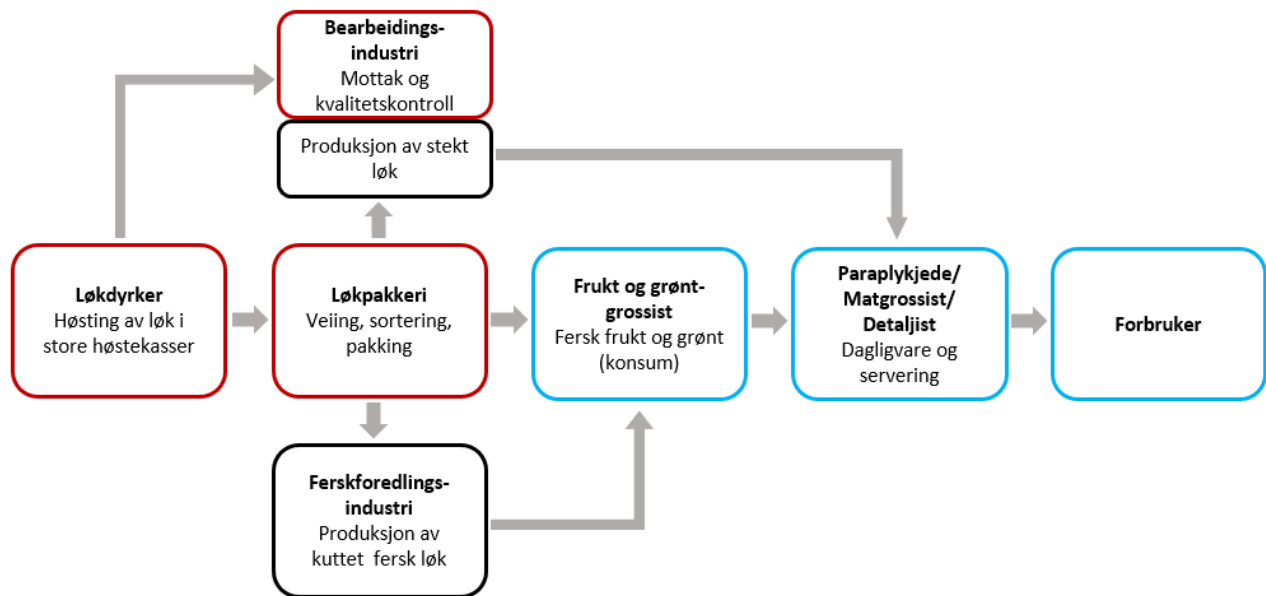 Bearbeidings-
industri
Mottak og
kvalitetskontroll
Produksjon av stekt
løk
Løkdyrker
Høsting av løk i
store høstekasser
Løkpakkeri
Veiing, sortering,
pakking
Frukt og grønt-
grossist
Fersk frukt og grønt
(konsum)
Paraplykjede/
Matgrossist/
Detaljist
Dagligvare og
servering
Forbruker
Ferskforedlings-
industri
Produksjon av
kuttet  fersk løk